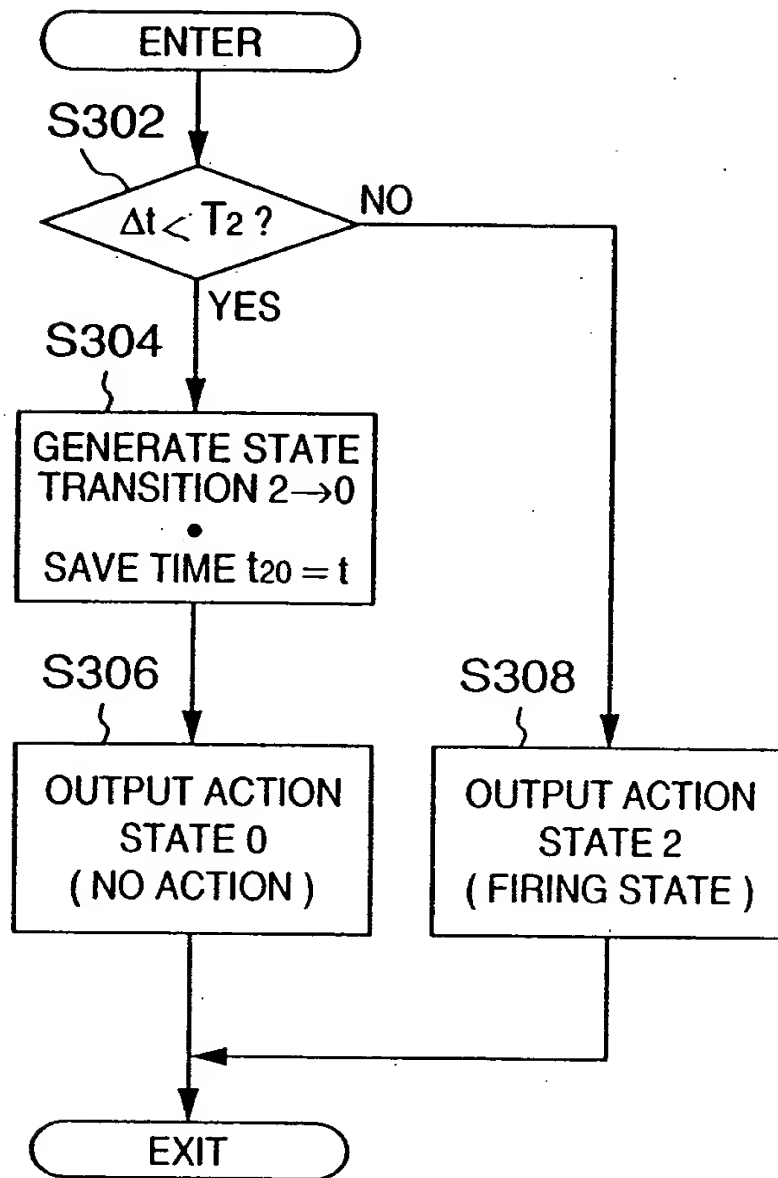 ENTER
S302
Δt < T2 ?
NO
YES
S304
GENERATE STATE
TRANSITION 2→0
•
SAVE TIME t20 = t
S306
OUTPUT ACTION
STATE 0
( NO ACTION )
S308
OUTPUT ACTION
STATE 2
( FIRING STATE )
EXIT